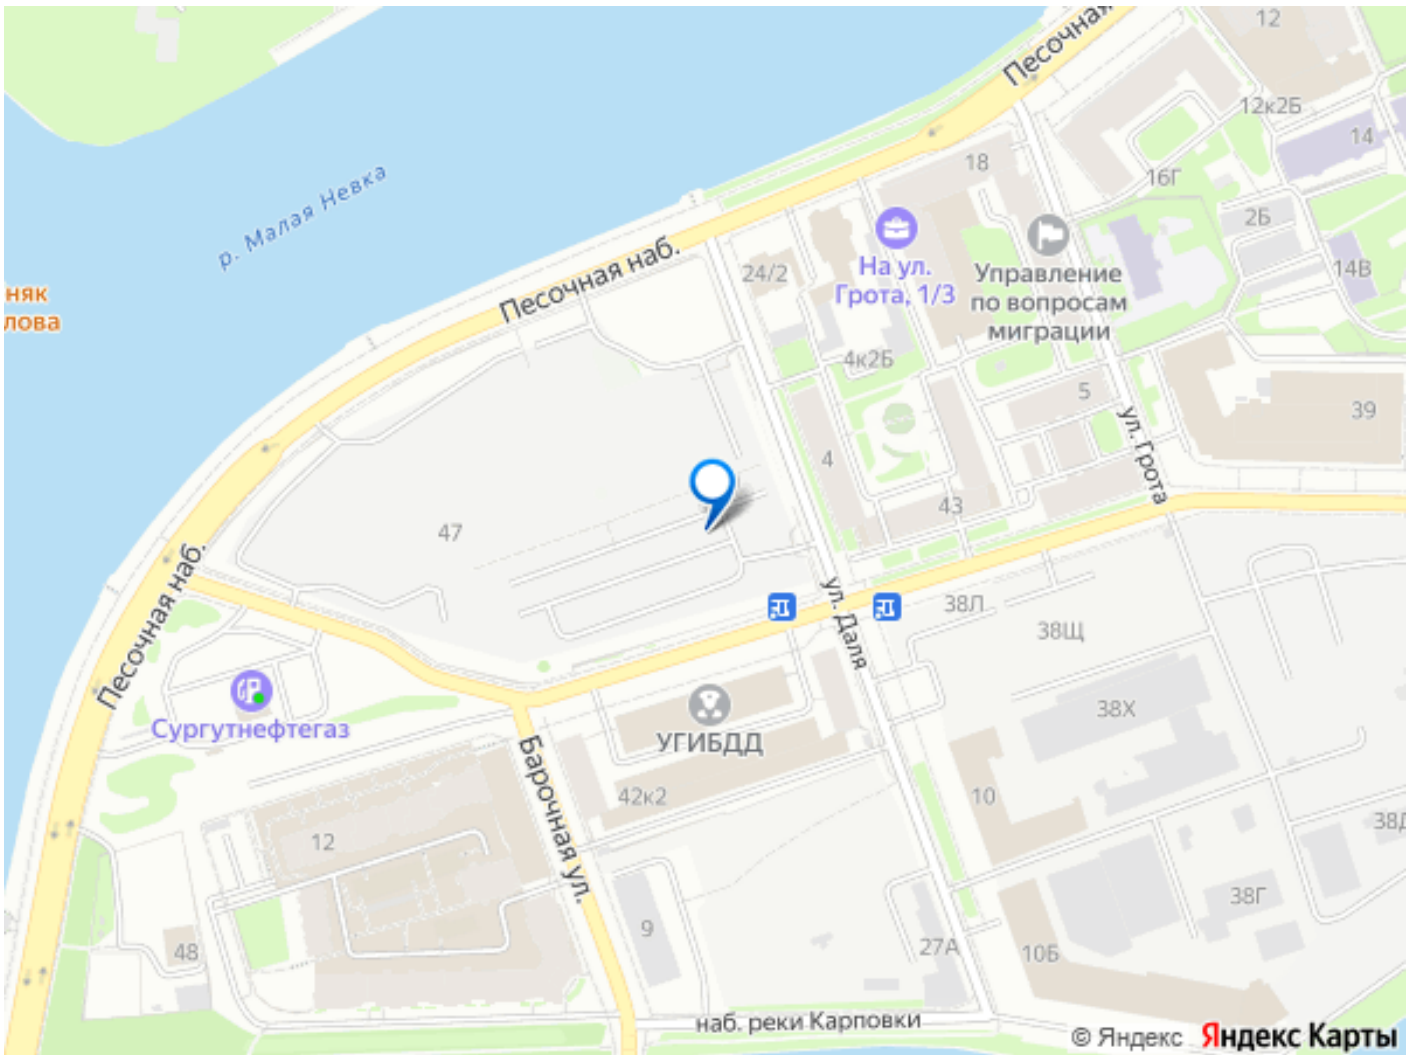 12
Песочная
12к2Б
14
18
16Г
р. Малая Невка
2Б
На ул.
Грота, 1/3
Управление
по вопросам
миграции
Песочная наб.
24/2
14В
няк
лова
4к2Б
5
39
ул. Грота
4
43
47
Песочная наб.
ул. Даля
38Л
38Щ
Сургутнефтегаз
УГИБДД
38Х
Барочная ул.
42к2
10
12
38Г
9
48
27А
10Б
наб. реки Карповки
© Яндекс Яндекс Карты